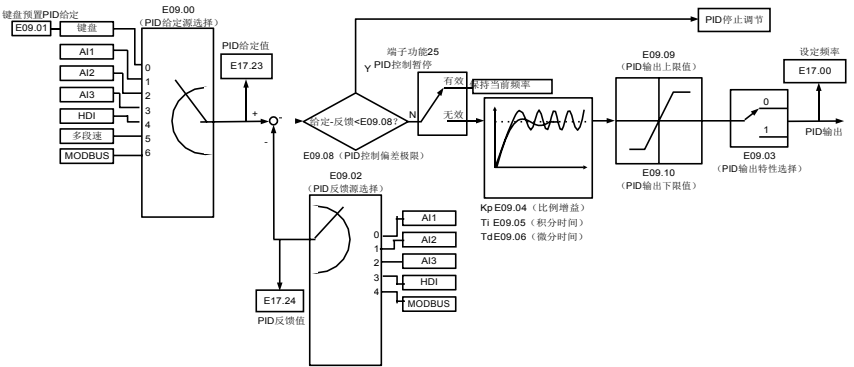 键盘预置PID给定
E09.01
键盘
AI1
AI2
AI3
HDI
多段速
MODBUS
E09.00
(PID给定源选择)
0
1
2
3
4
5
6
PID给定值
E17.23
+
-
-
给定-反馈<E09.08?
Y
N
E09.08(PID控制偏差极限)
端子功能25
PID控制暂停
有效
无效
保持当前频率
PID停止调节
Kp E09.04(比例增益)
Ti E09.05(积分时间)
Td E09.06(微分时间)
E09.09
(PID输出上限值)
E09.10
(PID输出下限值)
0
1
E09.03
(PID输出特性选择)
设定频率
E17.00
PID输出
E09.02
(PID反馈源选择)
0
1
2
3
4
AI1
AI2
AI3
HDI
MODBUS
E17.24
PID反馈值